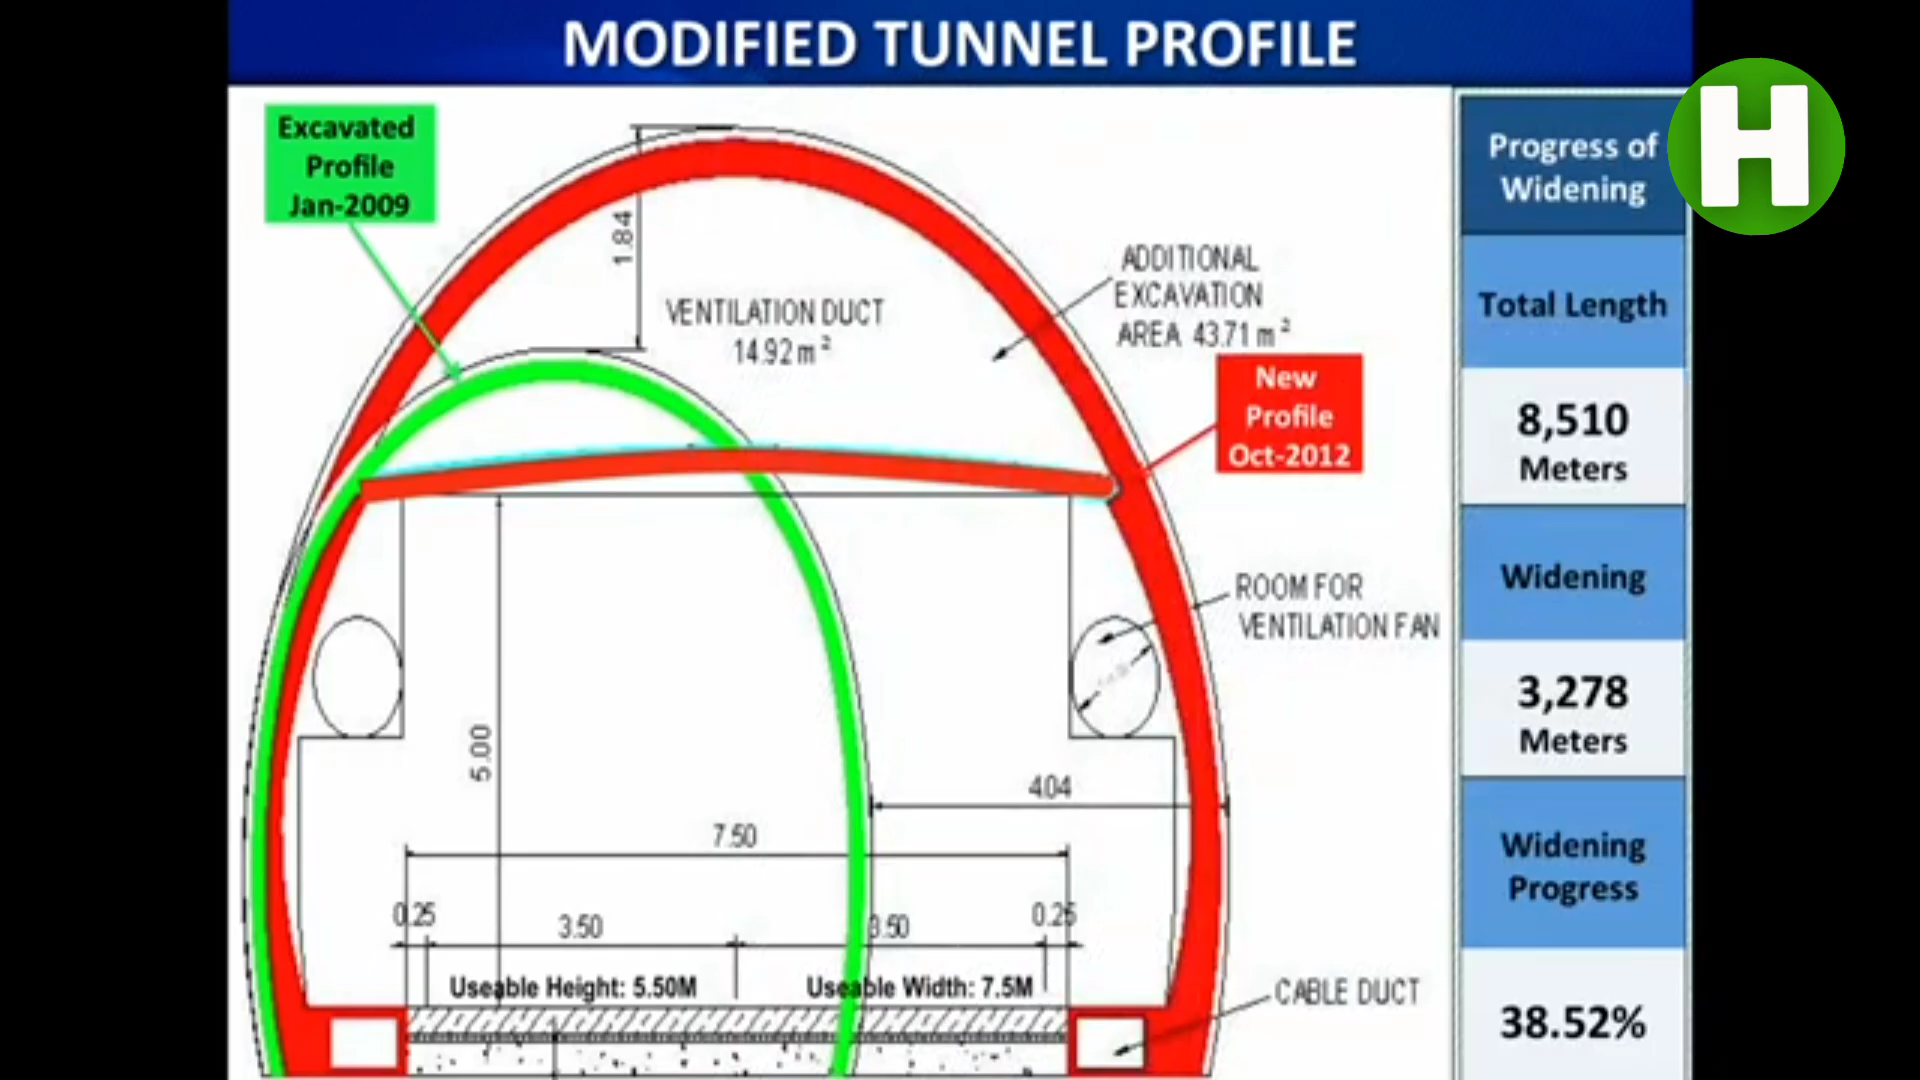 MODIFIED TUNNEL PROFILE
H
Excavated
Profile
Jan-2009
1.84
VENTILATION DUCT
14.92 m²
ADDITIONAL
EXCAVATION
AREA 43.71 m²
New
Profile
Oct-2012
ROOM FOR
VENTILATION FAN
5.00
4.04
7.50
0.25
3.50
3.50
0.25
Useable Height: 5.50M
Useable Width: 7.5M
CABLE DUCT
Progress of
Widening
Total Length
8,510
Meters
Widening
3,278
Meters
Widening
Progress
38.52%